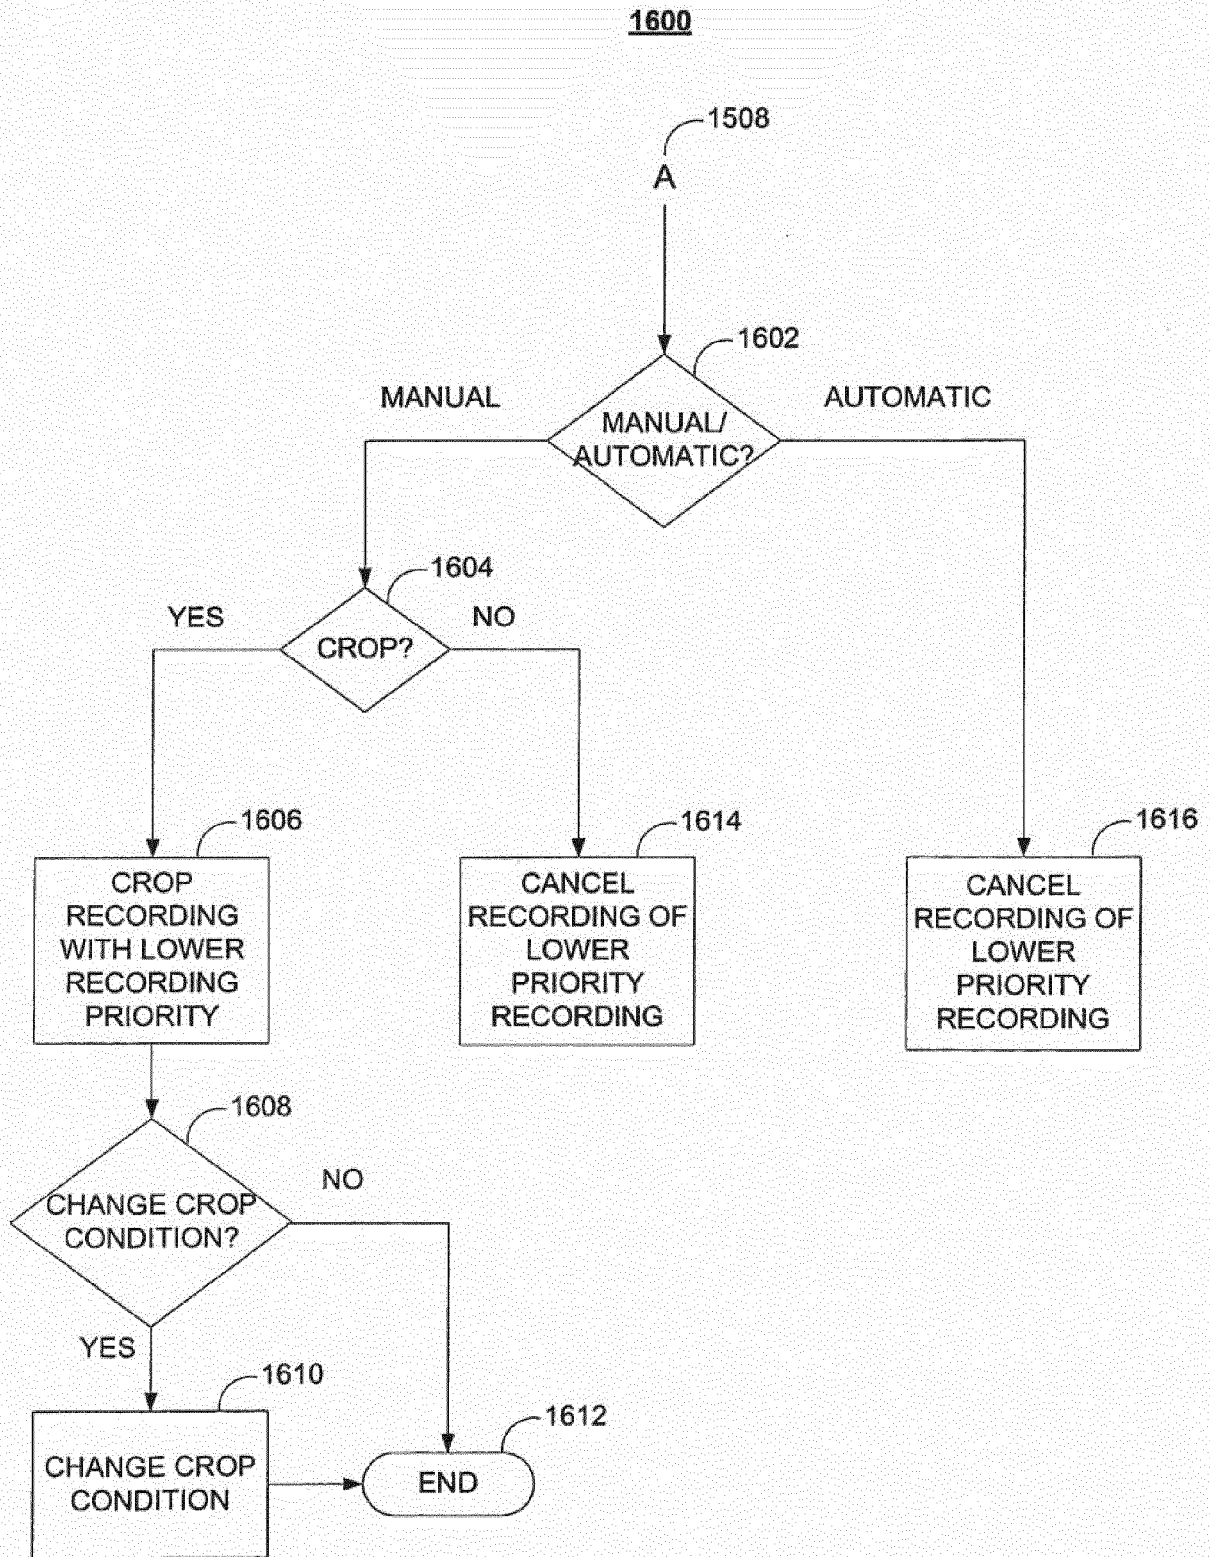 1600
1508
A
1602
MANUAL
AUTOMATIC
MANUAL/
AUTOMATIC?
1604
YES
NO
CROP?
1606
1614
1616
CROP
RECORDING
WITH LOWER
RECORDING
PRIORITY
CANCEL
RECORDING OF
LOWER
PRIORITY
RECORDING
CANCEL
RECORDING OF
LOWER
PRIORITY
RECORDING
1608
NO
CHANGE CROP
CONDITION?
YES
1610
1612
CHANGE CROP
CONDITION
END